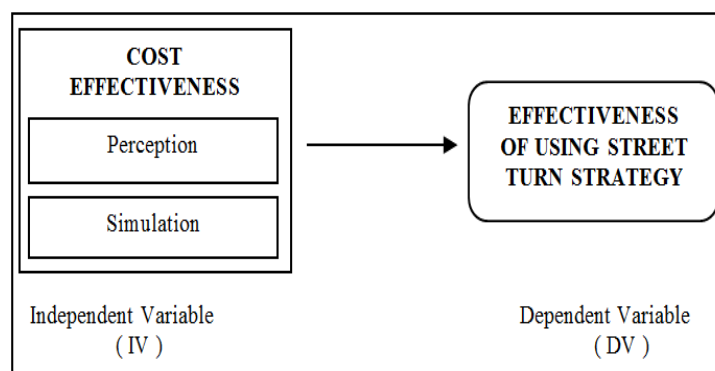 COST
EFFECTIVENESS
Perception
Simulation
EFFECTIVENESS
OF USING STREET
TURN STRATEGY
Independent Variable
( IV )
Dependent Variable
( DV )